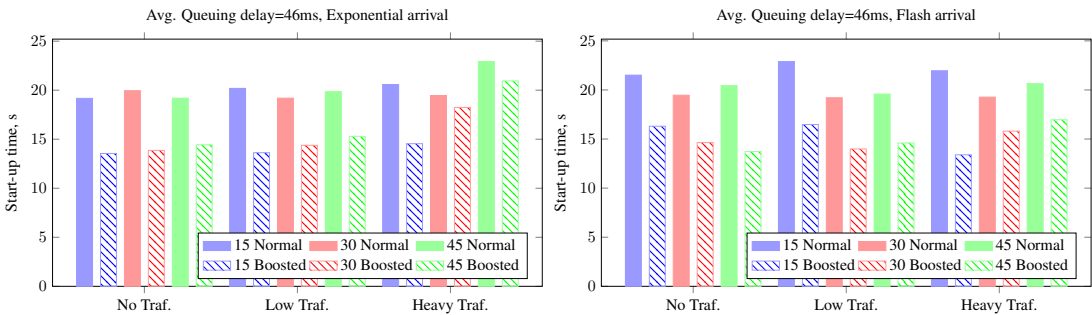 Avg. Queuing delay=46ms, Exponential arrival
25
20
15
10
5
0
Start-up time, s
15 Normal 30 Normal 45 Normal
15 Boosted 30 Boosted 45 Boosted
No Traf. Low Traf. Heavy Traf.
Avg. Queuing delay=46ms, Flash arrival
25
20
15
10
5
0
Start-up time, s
15 Normal 30 Normal 45 Normal
15 Boosted 30 Boosted 45 Boosted
No Traf. Low Traf. Heavy Traf.